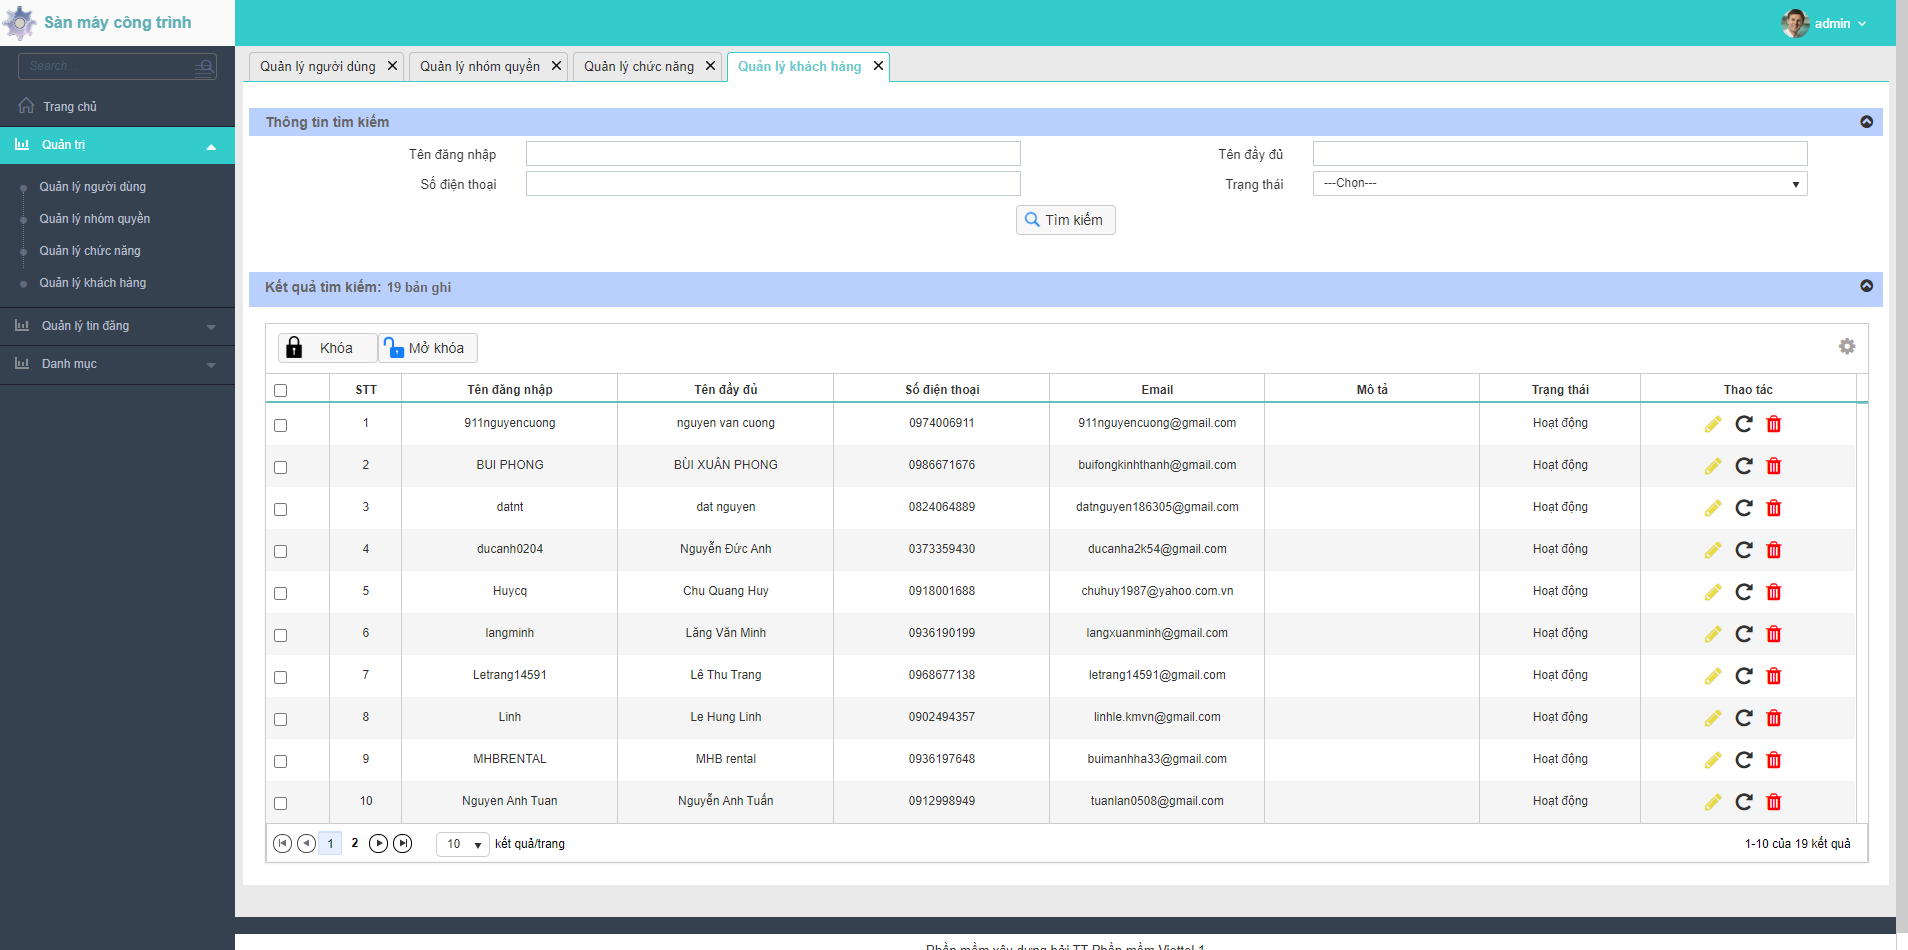 Sàn máy công trình
admin
Search...
Trang chủ
Quản trị
Quản lý người dùng
Quản lý nhóm quyền
Quản lý chức năng
Quản lý khách hàng
Quản lý tin đăng
Danh mục
Quản lý người dùng Quản lý nhóm quyền Quản lý chức năng Quản lý khách hàng
Thông tin tìm kiếm
Tên đăng nhập Tên đầy đủ
Số điện thoại Trạng thái ---Chọn---
Tìm kiếm
Kết quả tìm kiếm: 19 bản ghi
Khóa Mở khóa
STT Tên đăng nhập Tên đầy đủ Số điện thoại Email Mô tả Trạng thái Thao tác
1 911nguyencuong nguyen van cuong 0974006911 911nguyencuong@gmail.com Hoạt động
2 BUI PHONG BÙI XUÂN PHONG 0986671676 buifongkinhthanh@gmail.com Hoạt động
3 datnt dat nguyen 0824064889 datnguyen186305@gmail.com Hoạt động
4 ducanh0204 Nguyễn Đức Anh 0373359430 ducanha2k54@gmail.com Hoạt động
5 Huycq Chu Quang Huy 0918001688 chuhuy1987@yahoo.com.vn Hoạt động
6 langminh Lăng Văn Minh 0936190199 langxuanminh@gmail.com Hoạt động
7 Letrang14591 Lê Thu Trang 0968677138 letrang14591@gmail.com Hoạt động
8 Linh Le Hung Linh 0902494357 linhle.kmvn@gmail.com Hoạt động
9 MHBRENTAL MHB rental 0936197648 buimanhha33@gmail.com Hoạt động
10 Nguyen Anh Tuan Nguyễn Anh Tuấn 0912998949 tuanlan0508@gmail.com Hoạt động
1 2 10 kết quả/trang 1-10 của 19 kết quả
Phần mềm xây dựng bởi TT Phần mềm Viettel 1